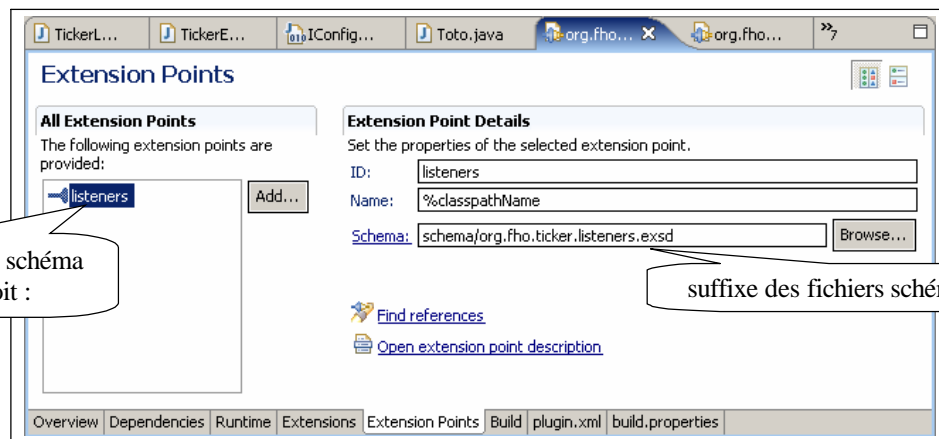 TickerL... TickerE... IConfig... Toto.java org.fho... org.fho... »7
Extension Points
All Extension Points
The following extension points are
provided:
listeners
Add...
Extension Point Details
Set the properties of the selected extension point.
ID: listeners
Name: %classpathName
Schema: schema/org.fho.ticker.listeners.exsd Browse...
schéma
oit :
suffixe des fichiers schém
Find references
Open extension point description
Overview Dependencies Runtime Extensions Extension Points Build plugin.xml build.properties